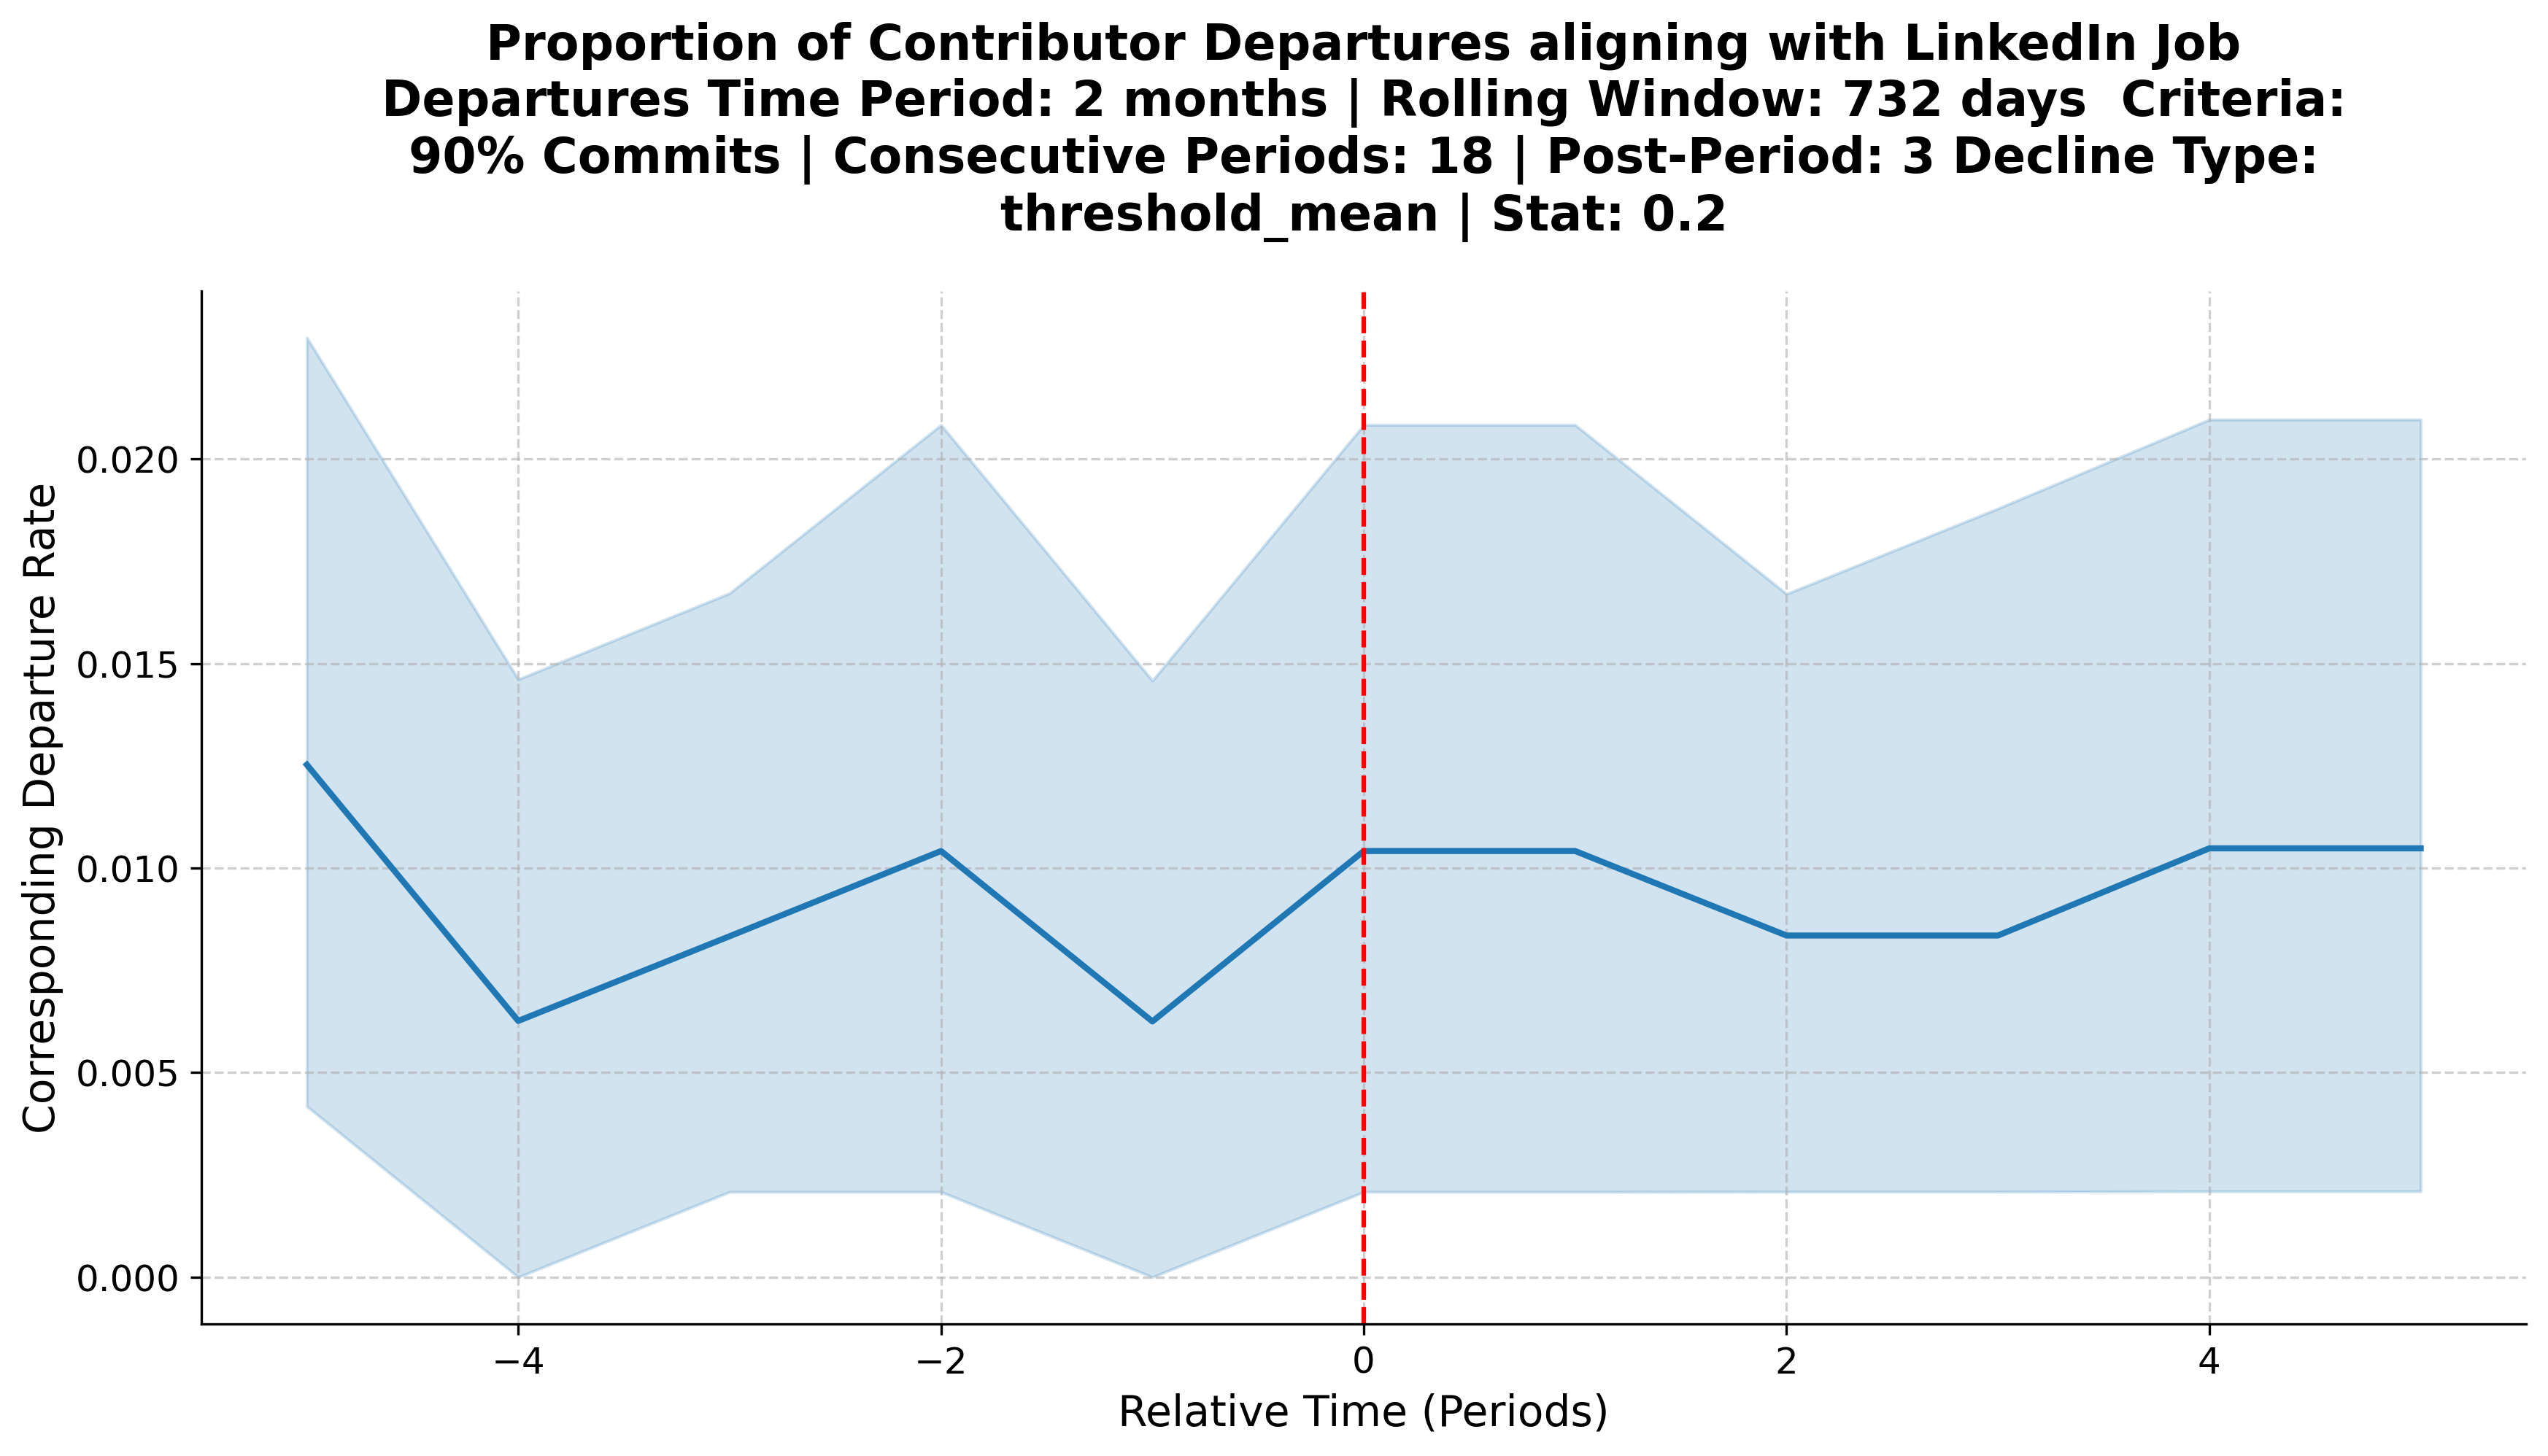 Proportion of Contributor Departures aligning with LinkedIn Job
Departures Time Period: 2 months | Rolling Window: 732 days  Criteria:
90% Commits | Consecutive Periods: 18 | Post-Period: 3 Decline Type:
threshold_mean | Stat: 0.2
Corresponding Departure Rate
0.020
0.015
0.010
0.005
0.000
−4
−2
0
2
4
Relative Time (Periods)